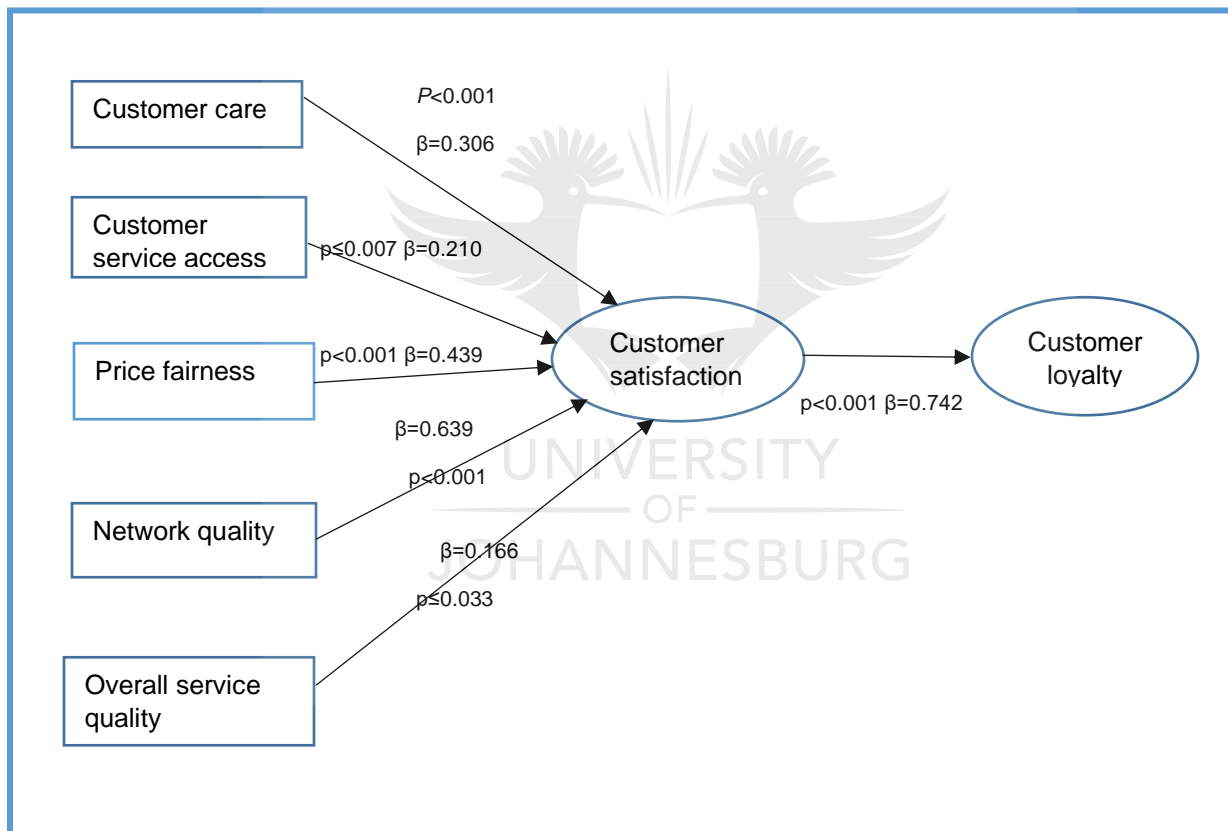 Customer care
P<0.001
β=0.306
Customer
service access
p≤0.007 β=0.210
Price fairness
p<0.001 β=0.439
Customer
satisfaction
Customer
loyalty
p<0.001 β=0.742
β=0.639
p<0.001
Network quality
β=0.166
p≤0.033
Overall service
quality
UNIVERSITY
OF
JOHANNESBURG